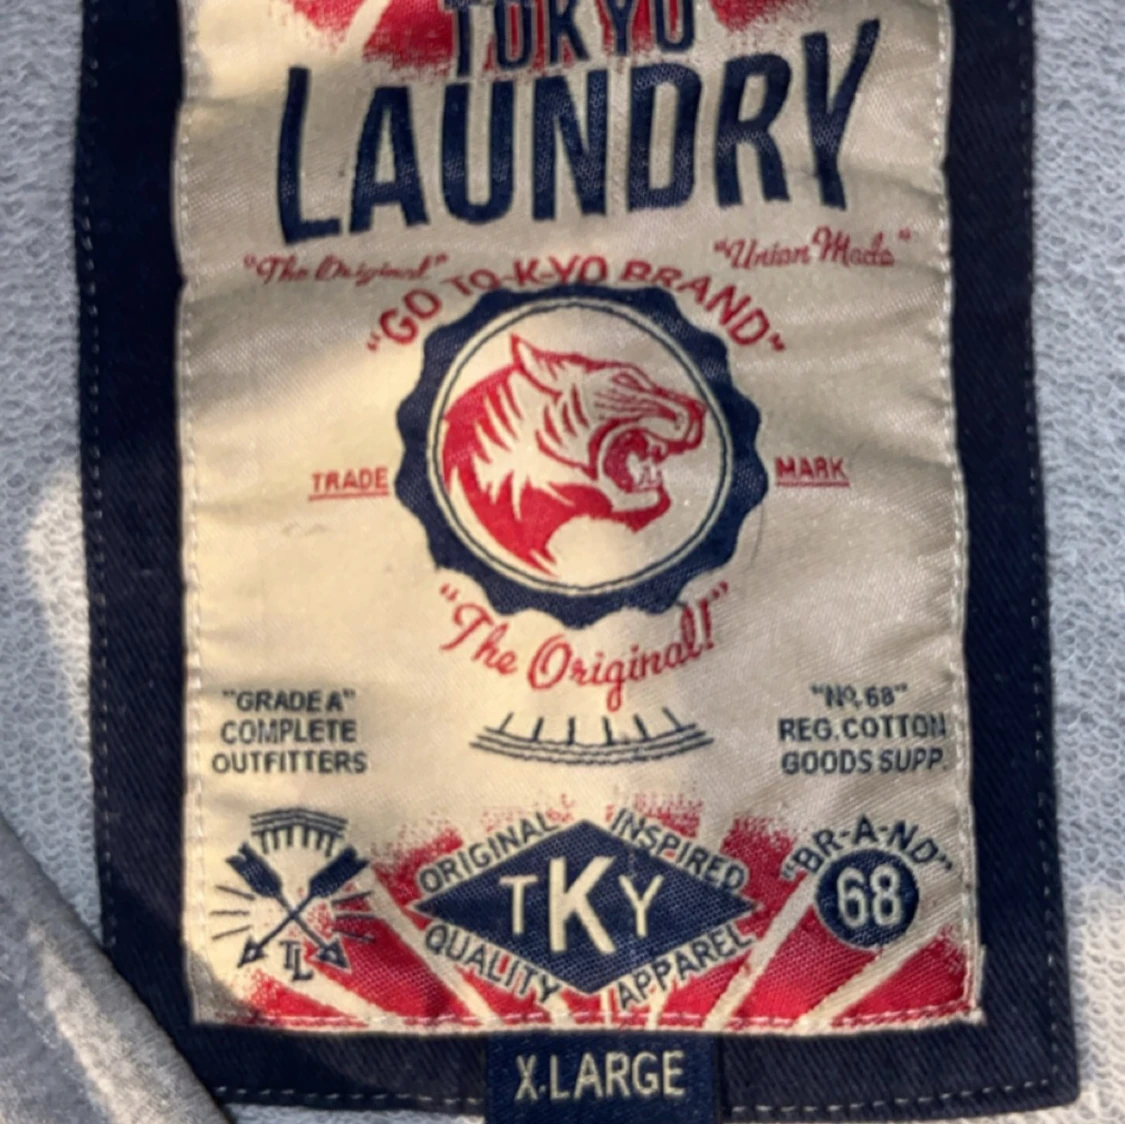 TOKYO
LAUNDRY
"The Original"
"Union Made"
"GO TO-K-YO BRAND"
TRADE
MARK
"The Original!"
"GRADE A"
COMPLETE
OUTFITTERS
"No. 68"
REG. COTTON
GOODS SUPP.
TL
ORIGINAL INSPIRED
TKY
QUALITY APPAREL
"BR-A-ND"
68
X.LARGE